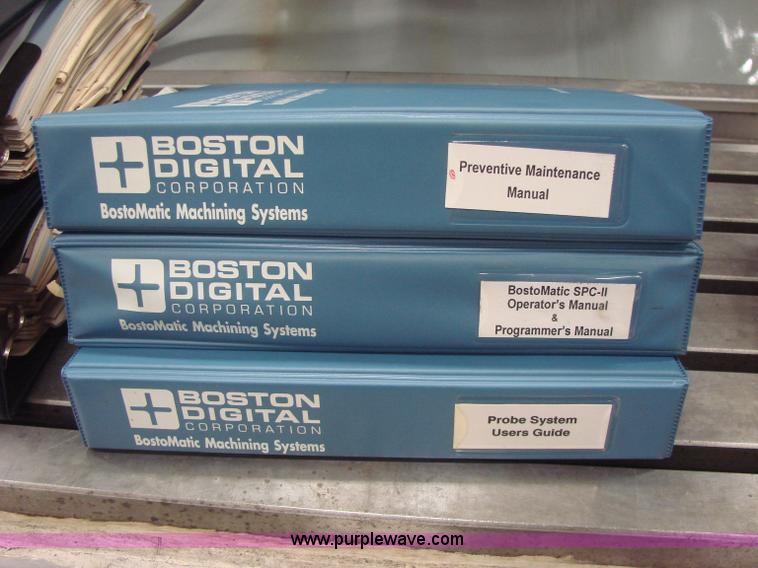 BOSTON
DIGITAL
CORPORATION
BostoMatic Machining Systems
Preventive Maintenance
Manual
BOSTON
DIGITAL
CORPORATION
BostoMatic Machining Systems
BostoMatic SPC-II
Operator's Manual
&
Programmer's Manual
BOSTON
DIGITAL
CORPORATION
BostoMatic Machining Systems
Probe System
Users Guide
www.purplewave.com